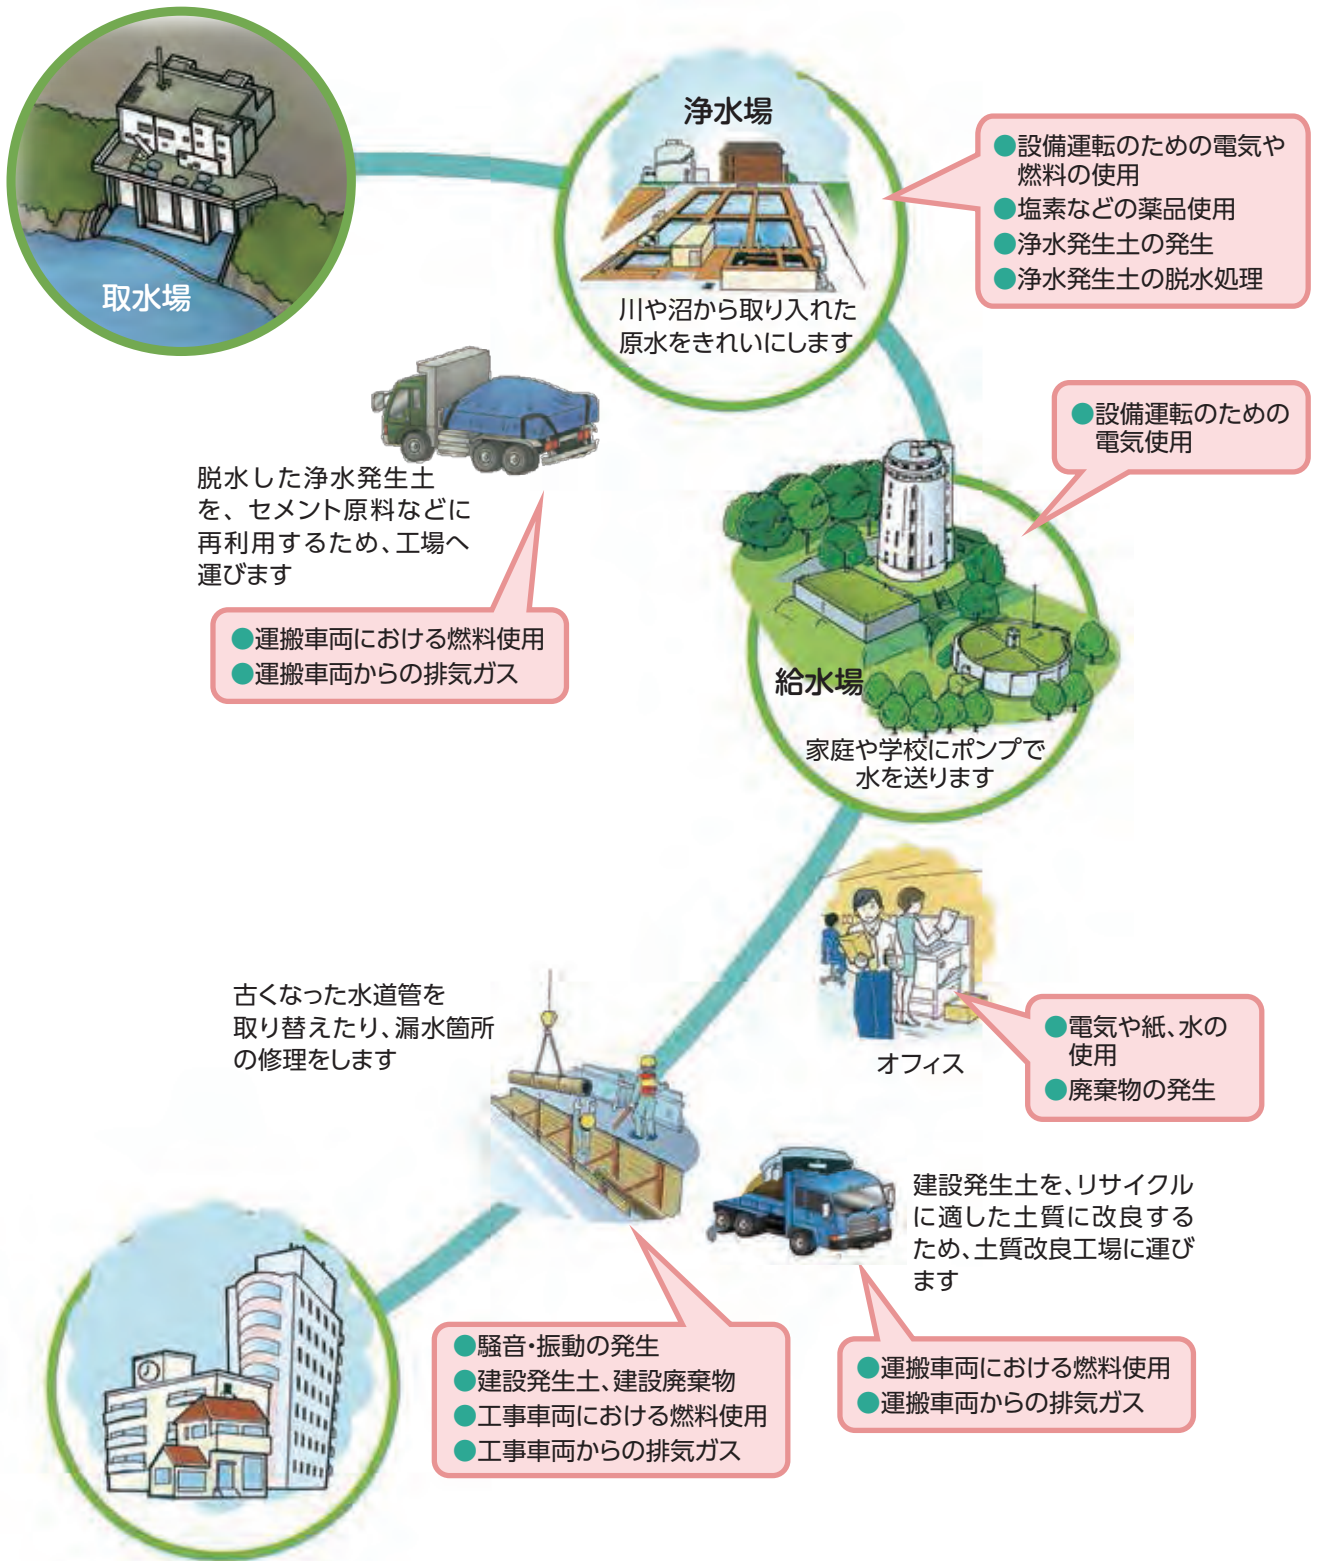 取水場
浄水場
川や沼から取り入れた
原水をきれいにします
●設備運転のための電気や
燃料の使用
●塩素などの薬品使用
●浄水発生土の発生
●浄水発生土の脱水処理
脱水した浄水発生土
を、セメント原料などに
再利用するため、工場へ
運びます
●運搬車両における燃料使用
●運搬車両からの排気ガス
●設備運転のための
電気使用
給水場
家庭や学校にポンプで
水を送ります
オフィス
●電気や紙、水の
使用
●廃棄物の発生
古くなった水道管を
取り替えたり、漏水箇所
の修理をします
●騒音・振動の発生
●建設発生土、建設廃棄物
●工事車両における燃料使用
●工事車両からの排気ガス
建設発生土を、リサイクル
に適した土質に改良する
ため、土質改良工場に運び
ます
●運搬車両における燃料使用
●運搬車両からの排気ガス